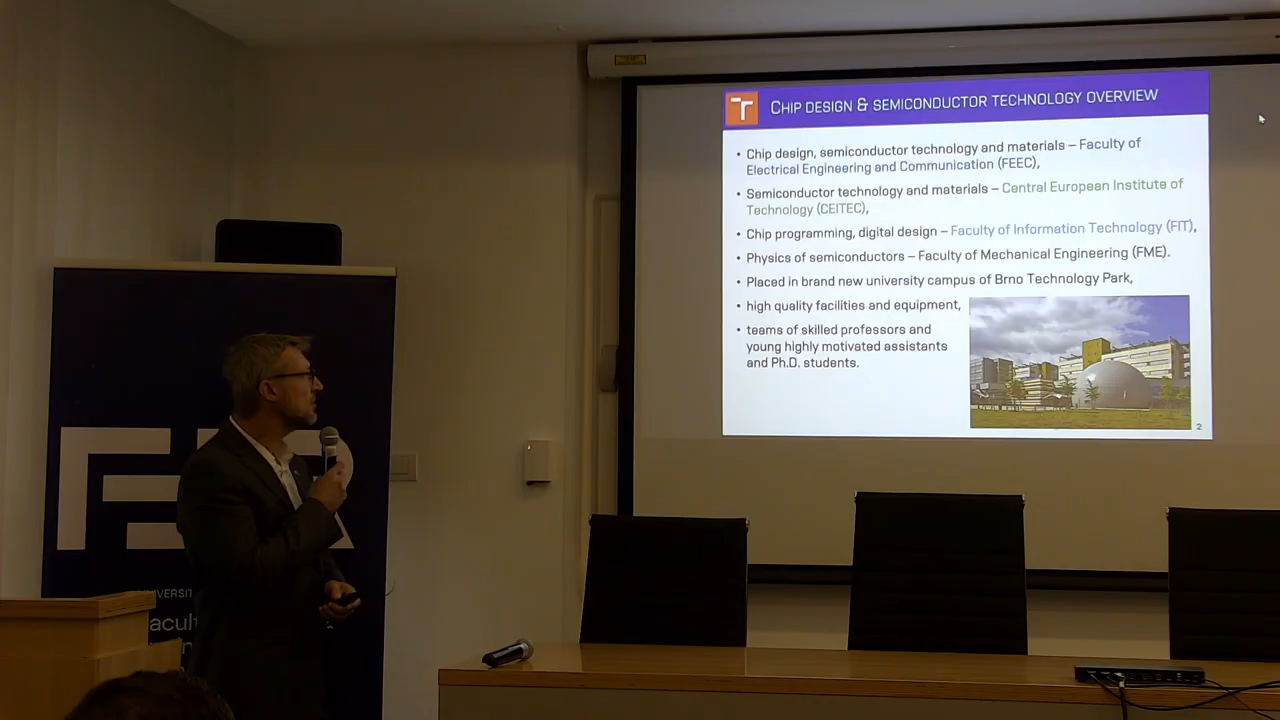 CHIP DESIGN & SEMICONDUCTOR TECHNOLOGY OVERVIEW
• Chip design, semiconductor technology and materials – Faculty of
Electrical Engineering and Communication (FEEC),
• Semiconductor technology and materials – Central European Institute of
Technology (CEITEC),
• Chip programming, digital design – Faculty of Information Technology (FIT),
• Physics of semiconductors – Faculty of Mechanical Engineering (FME).
• Placed in brand new university campus of Brno Technology Park,
• high quality facilities and equipment,
• teams of skilled professors and
young highly motivated assistants
and Ph.D. students.
2
FER